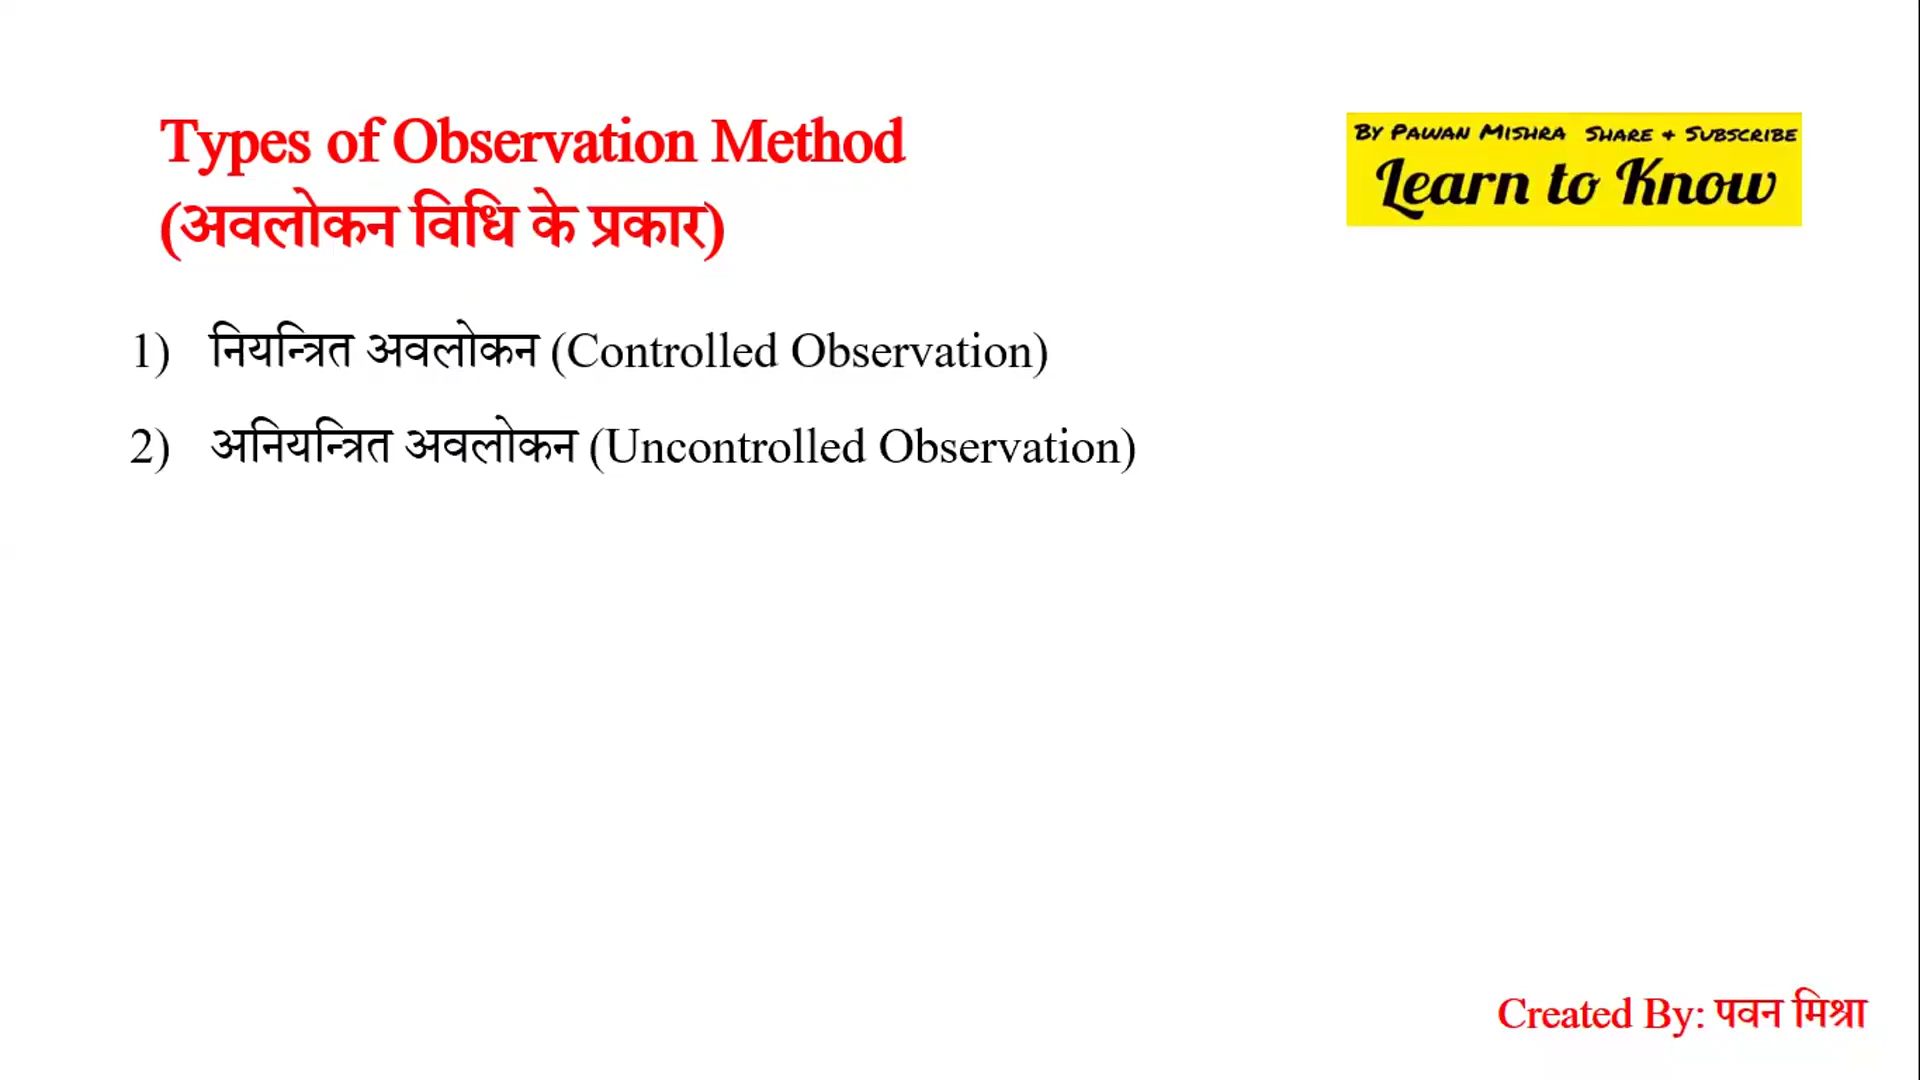 Types of Observation Method
(अवलोकन विधि के प्रकार)
By Pawan Mishra Share & Subscribe
Learn to Know
1) नियन्त्रित अवलोकन (Controlled Observation)
2) अनियन्त्रित अवलोकन (Uncontrolled Observation)
Created By: पवन मिश्रा